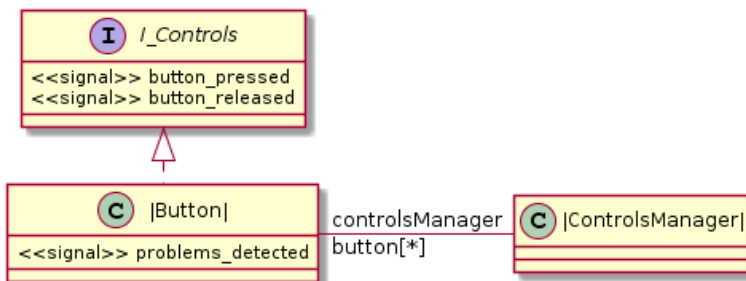 I I_Controls
<<signal>> button_pressed
<<signal>> button_released
C |Button|
<<signal>> problems_detected
controlsManager
button[*]
C |ControlsManager|